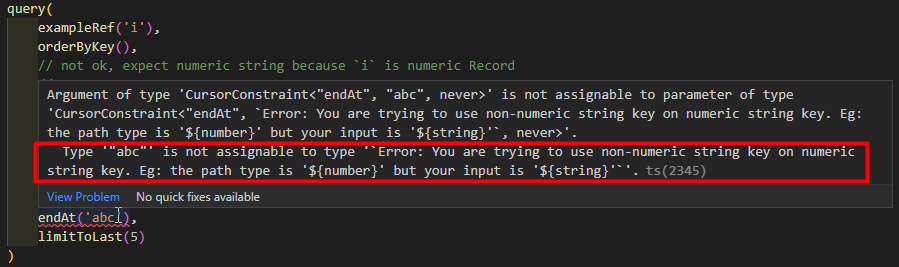 query(
exampleRef('i'),
orderByKey(),
// not ok, expect numeric string because `i` is numeric Record
Argument of type 'CursorConstraint<"endAt", "abc", never>' is not assignable to parameter of type
'CursorConstraint<"endAt", `Error: You are trying to use non-numeric string key on numeric string key. Eg:
the path type is '${number}' but your input is '${string}'`, never>'.
Type '"abc"' is not assignable to type '`Error: You are trying to use non-numeric string key on numeric
string key. Eg: the path type is '${number}' but your input is '${string}'`'. ts(2345)
View Problem No quick fixes available
endAt('abc'),
limitToLast(5)
)